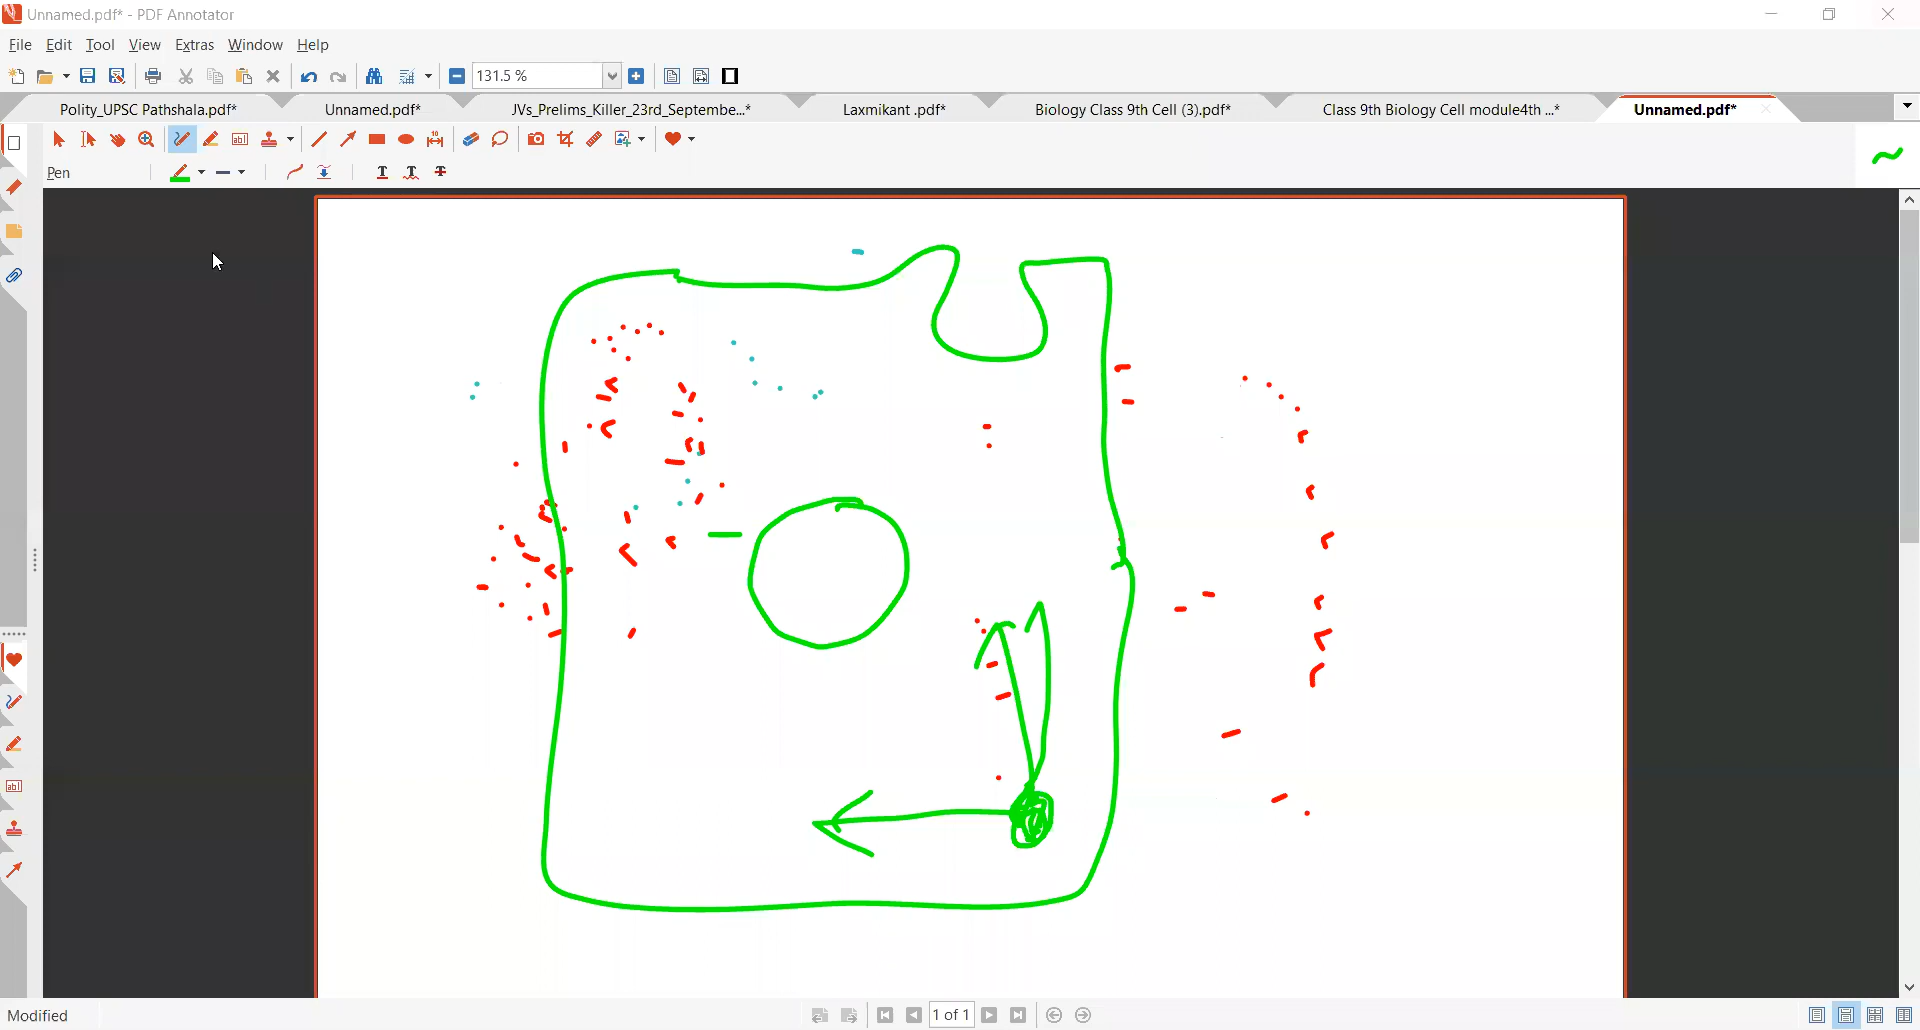 Unnamed.pdf* - PDF Annotator
File Edit Tool View Extras Window Help
131.5 %
Polity_UPSC Pathshala.pdf* Unnamed.pdf* JVs_Prelims_Killer_23rd_Septembe...* Laxmikant .pdf* Biology Class 9th Cell (3).pdf* Class 9th Biology Cell module4th ...* Unnamed.pdf*
Pen
Modified
1 of 1